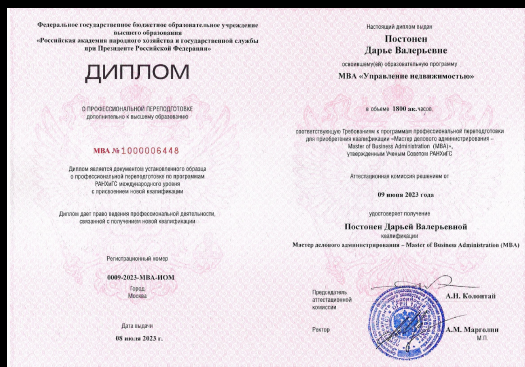 Федеральное государственное бюджетное образовательное учреждение
высшего образования
«Российская академия народного хозяйства и государственной службы
при Президенте Российской Федерации»
ДИПЛОМ
О ПРОФЕССИОНАЛЬНОЙ ПЕРЕПОДГОТОВКЕ
дополнительно к высшему образованию
МВА № 1000006448
Диплом является документом установленного образца
о профессиональной переподготовке по программам
РАНХиГС международного уровня
с присвоением новой квалификации
Диплом дает право ведения профессиональной деятельности,
связанной с получением новой квалификации
Регистрационный номер
0009-2023-МВА-ИОМ
Город
Москва
Дата выдачи
08 июля 2023 г.
Настоящий диплом выдан
Постонен
Дарье Валерьевне
освоившему(ей) образовательную программу
МВА «Управление недвижимостью»
в объеме 1800 ак. часов,
соответствующую Требованиям к программам профессиональной переподготовки
для приобретения квалификации «Мастер делового администрирования –
Master of Business Administration (MBA)»,
утвержденным Ученым Советом РАНХиГС
Аттестационная комиссия решением от
09 июня 2023 года
удостоверяет получение
Постонен Дарьей Валерьевной
квалификации
Мастер делового администрирования – Master of Business Administration (MBA)
Председатель
аттестационной
комиссии
А.И. Колонтай
Ректор
А.М. Марголин
М.П.